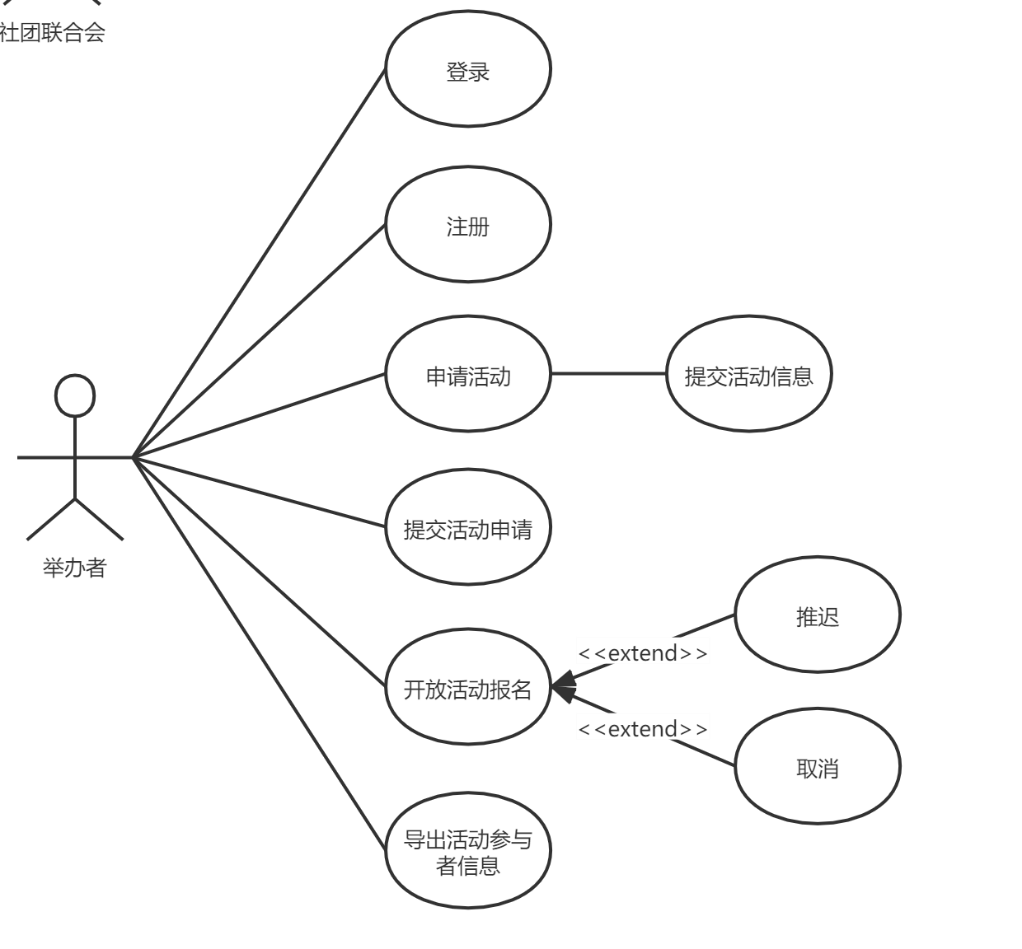 社团联合会
登录
注册
申请活动
提交活动信息
提交活动申请
举办者
推迟
<<extend>>
开放活动报名
<<extend>>
取消
导出活动参与
者信息